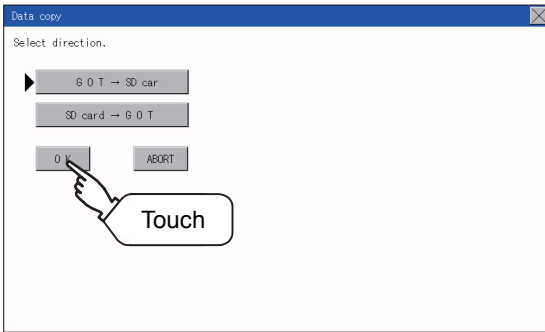 Data copy
Select direction.
G O T → SD car
SD card → G O T
O K
ABORT
Touch